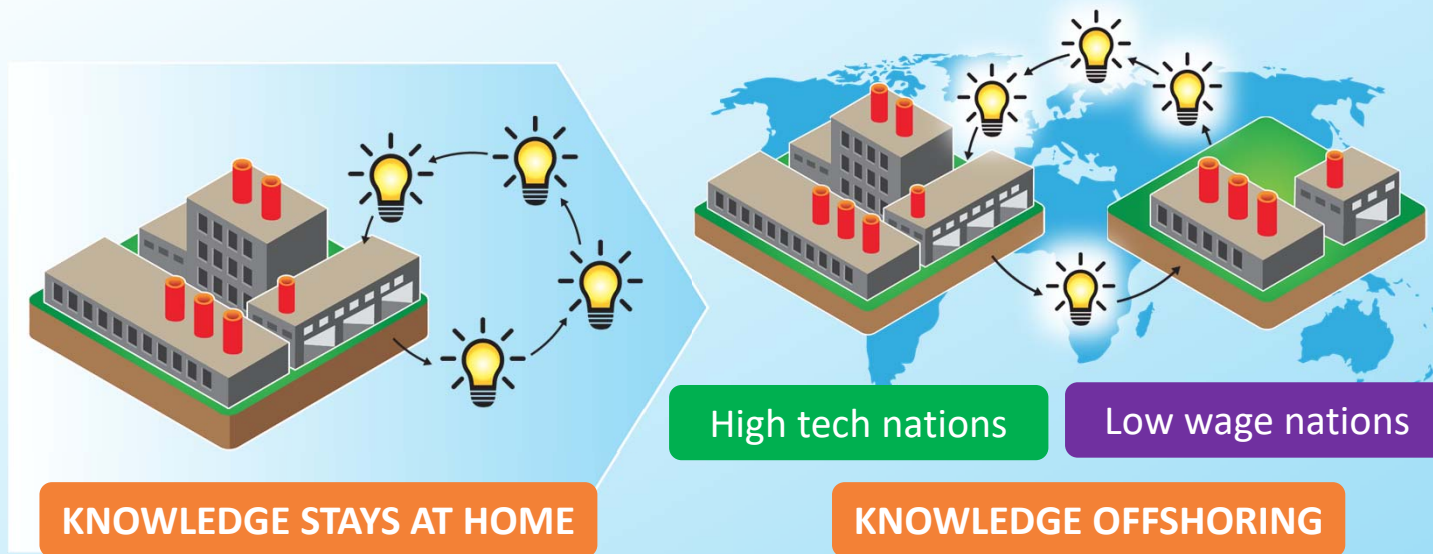 High tech nations
Low wage nations
KNOWLEDGE STAYS AT HOME
KNOWLEDGE OFFSHORING